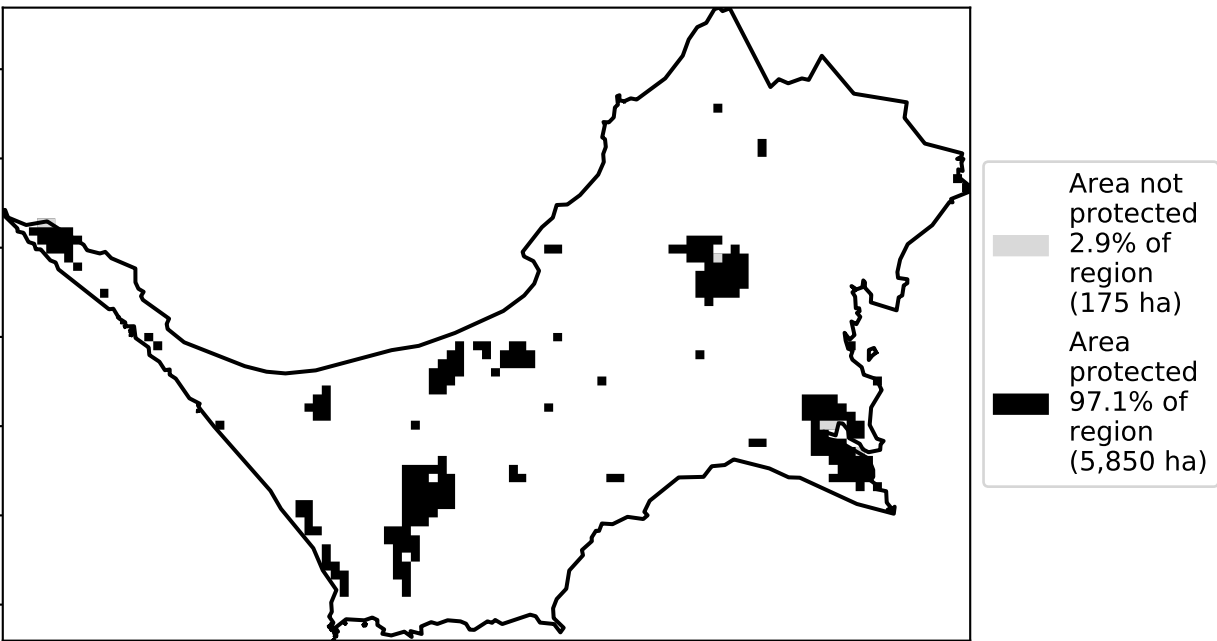 Area not
protected
2.9% of
region
(175 ha)
Area
protected
97.1% of
region
(5,850 ha)